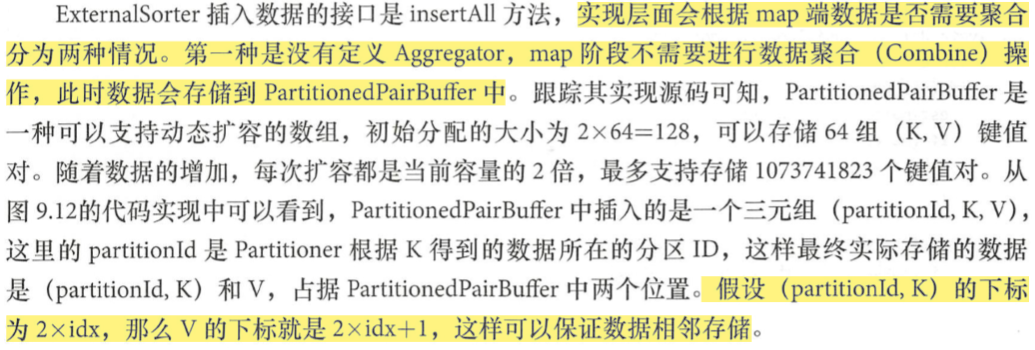 ExternalSorter 插入数据的接口是 insertAll 方法，实现层面会根据 map 端数据是否需要聚合
分为两种情况。第一种是没有定义 Aggregator，map 阶段不需要进行数据聚合（Combine）操
作，此时数据会存储到 PartitionedPairBuffer 中。跟踪其实现源码可知，PartitionedPairBuffer 是
一种可以支持动态扩容的数组，初始分配的大小为 2×64=128，可以存储 64 组（K, V）键值
对。随着数据的增加，每次扩容都是当前容量的 2 倍，最多支持存储 1073741823 个键值对。从
图 9.12的代码实现中可以看到，PartitionedPairBuffer 中插入的是一个三元组（partitionId, K, V），
这里的 partitionId 是 Partitioner 根据 K 得到的数据所在的分区 ID，这样最终实际存储的数据
是（partitionId, K）和 V，占据 PartitionedPairBuffer 中两个位置。假设（partitionId, K）的下标
为 2×idx，那么 V 的下标就是 2×idx+1，这样可以保证数据相邻存储。